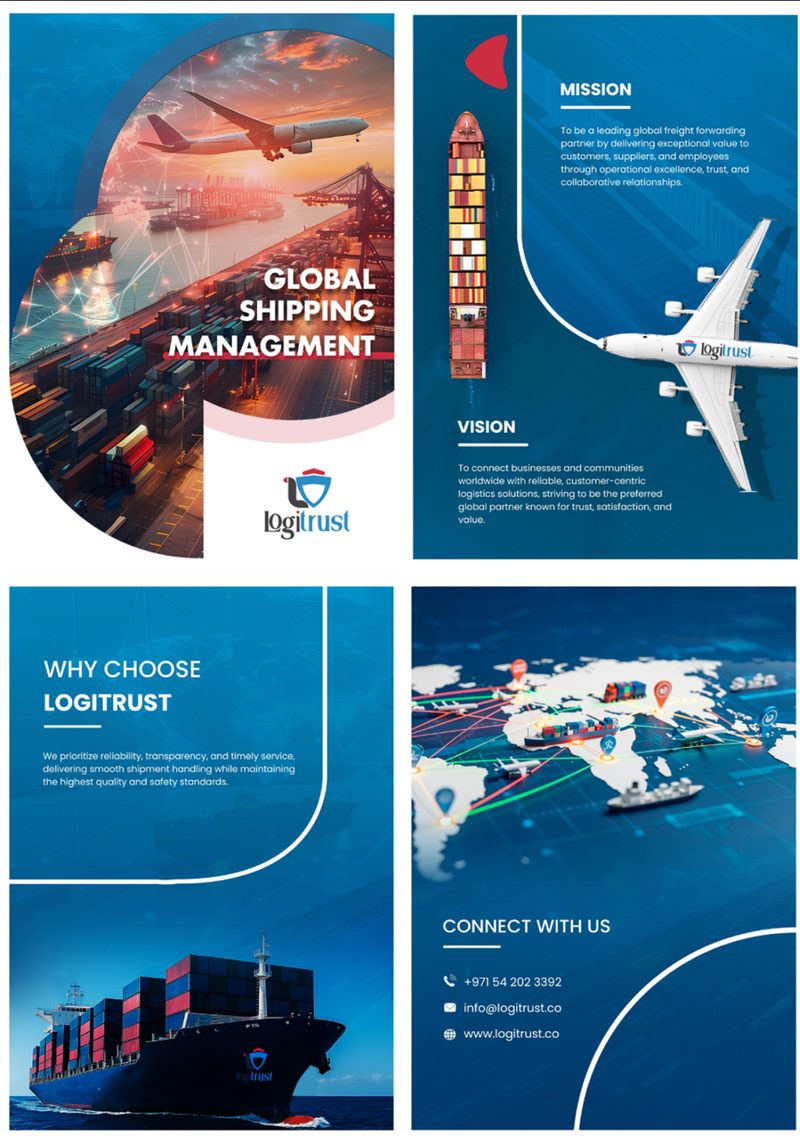 GLOBAL
SHIPPING
MANAGEMENT
logitrust
MISSION
To be a leading global freight forwarding
partner by delivering exceptional value to
customers, suppliers, and employees
through operational excellence, trust, and
collaborative relationships.
logitrust
VISION
To connect businesses and communities
worldwide with reliable, customer-centric
logistics solutions, striving to be the preferred
global partner known for trust, satisfaction, and
value.
WHY CHOOSE
LOGITRUST
We prioritize reliability, transparency, and timely service,
delivering smooth shipment handling while maintaining
the highest quality and safety standards.
logitrust
CONNECT WITH US
+971 54 202 3392
info@logitrust.co
www.logitrust.co